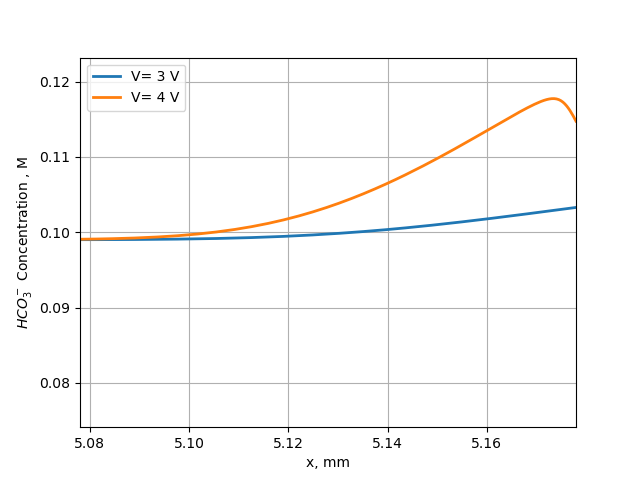 V= 3 V
V= 4 V
0.12
0.11
0.10
0.09
0.08
HCO₃⁻ Concentration , M
5.08 5.10 5.12 5.14 5.16
x, mm